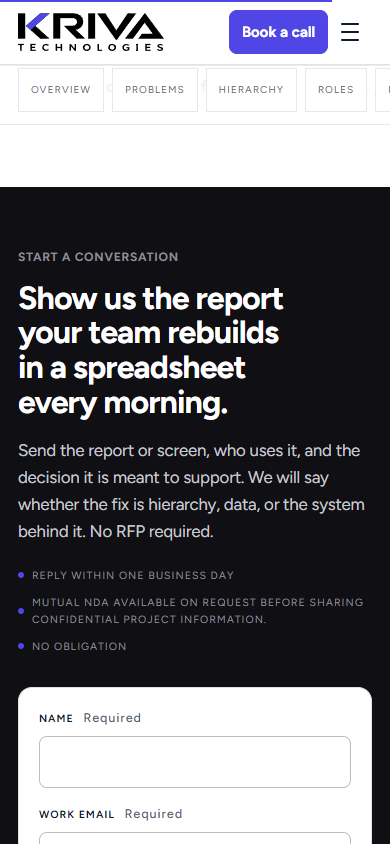 KRIVA
TECHNOLOGIES
Book a call
OVERVIEW
PROBLEMS
HIERARCHY
ROLES
START A CONVERSATION
Show us the report
your team rebuilds
in a spreadsheet
every morning.
Send the report or screen, who uses it, and the
decision it is meant to support. We will say
whether the fix is hierarchy, data, or the system
behind it. No RFP required.
REPLY WITHIN ONE BUSINESS DAY
MUTUAL NDA AVAILABLE ON REQUEST BEFORE SHARING
CONFIDENTIAL PROJECT INFORMATION.
NO OBLIGATION
NAME Required
WORK EMAIL Required